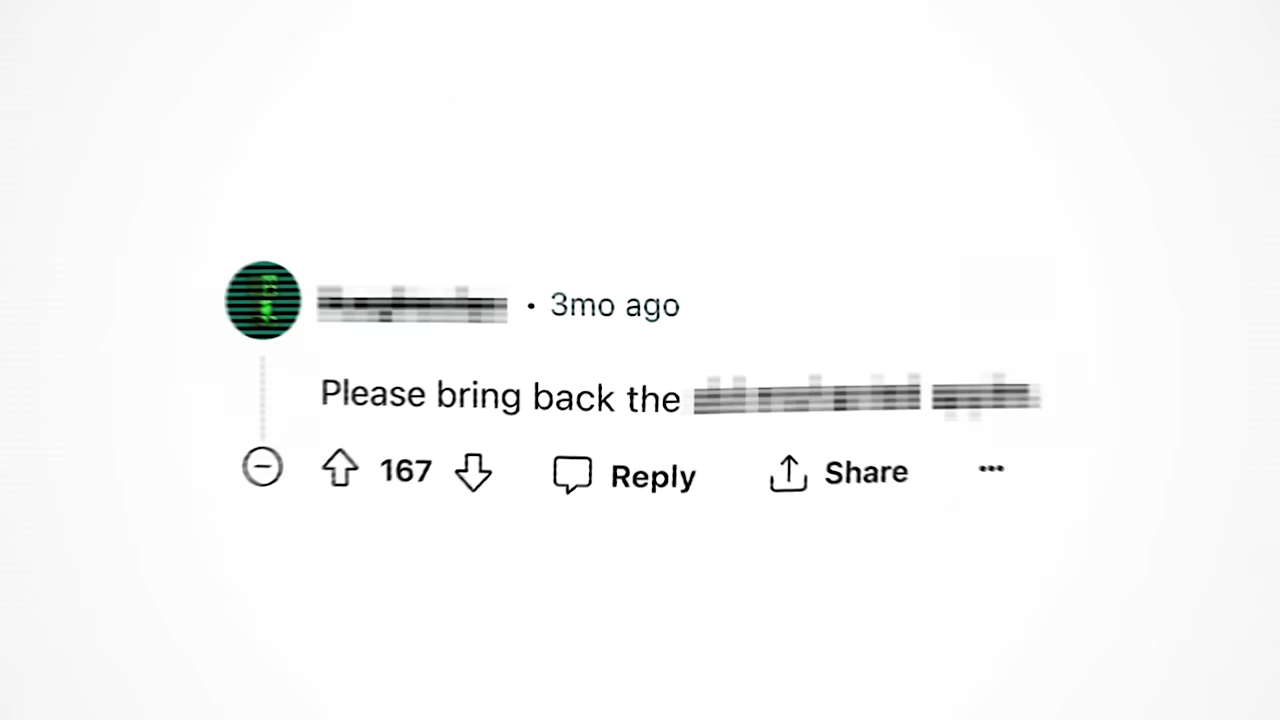 • 3mo ago
Please bring back the
167 Reply Share •••